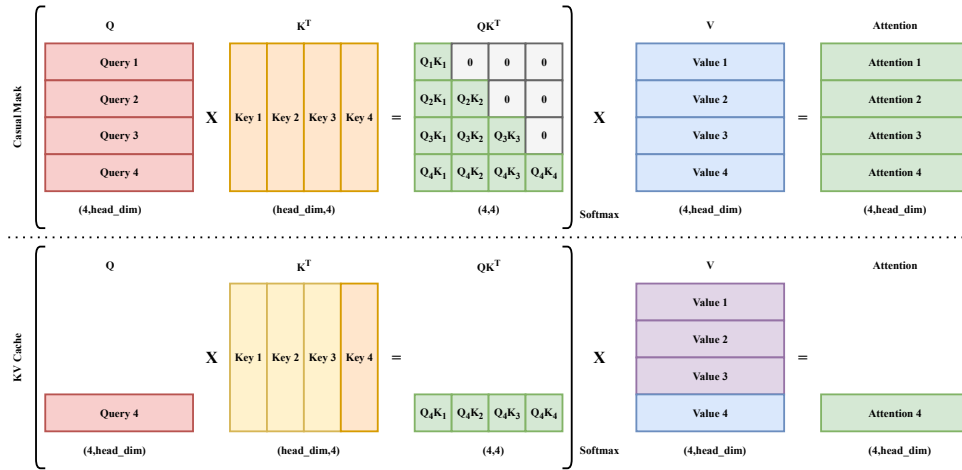 Casual Mask
Q
K^T
QK^T
V
Attention
Query 1
Query 2
Query 3
Query 4
X
Key 1 Key 2 Key 3 Key 4
=
Q₁K₁ 0 0 0
Q₂K₁ Q₂K₂ 0 0
Q₃K₁ Q₃K₂ Q₃K₃ 0
Q₄K₁ Q₄K₂ Q₄K₃ Q₄K₄
X
Value 1
Value 2
Value 3
Value 4
=
Attention 1
Attention 2
Attention 3
Attention 4
(4,head_dim)
(head_dim,4)
(4,4)
Softmax
(4,head_dim)
(4,head_dim)
KV Cache
Q
K^T
QK^T
V
Attention
Query 4
X
Key 1 Key 2 Key 3 Key 4
=
Q₄K₁ Q₄K₂ Q₄K₃ Q₄K₄
X
Value 1
Value 2
Value 3
Value 4
=
Attention 4
(4,head_dim)
(head_dim,4)
(4,4)
Softmax
(4,head_dim)
(4,head_dim)